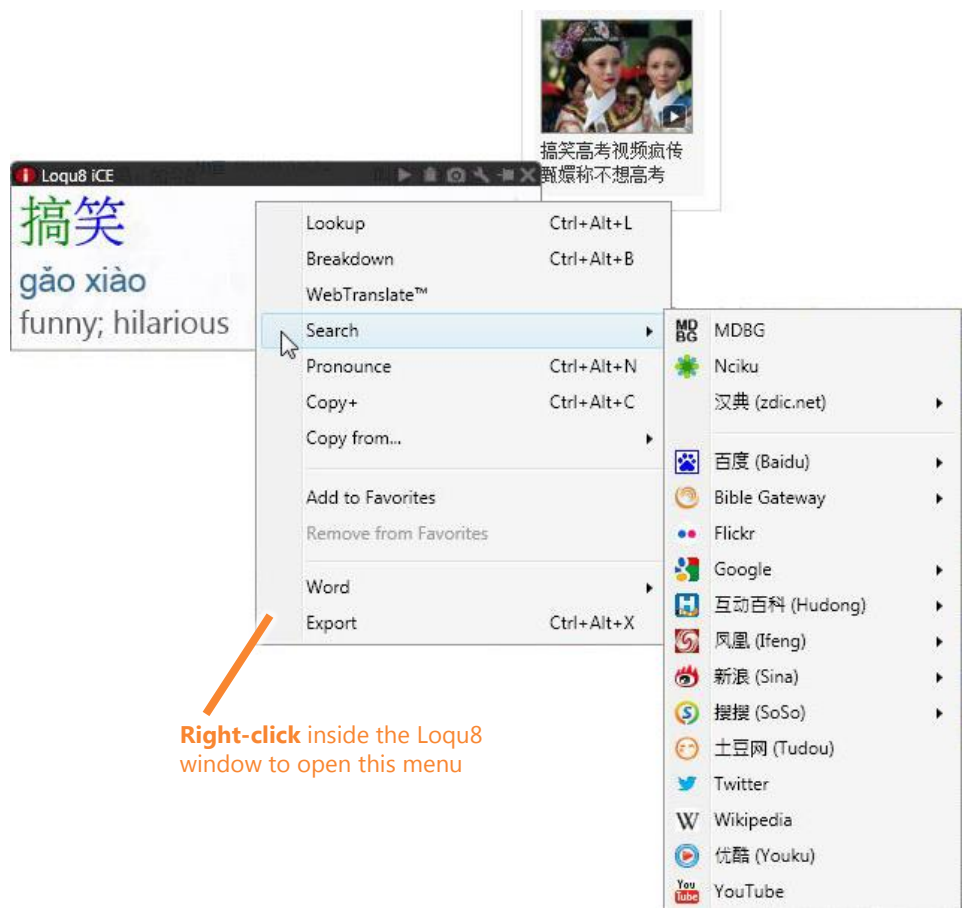 搞笑高考视频疯传
甄嬛称不想高考
Loqu8 iCE
搞笑
gǎo xiào
funny; hilarious
Lookup Ctrl+Alt+L
Breakdown Ctrl+Alt+B
WebTranslate™
Search
Pronounce Ctrl+Alt+N
Copy+ Ctrl+Alt+C
Copy from...
Add to Favorites
Remove from Favorites
Word
Export Ctrl+Alt+X
MDBG MDBG
Nciku
汉典 (zdic.net)
百度 (Baidu)
Bible Gateway
Flickr
Google
互动百科 (Hudong)
凤凰 (Ifeng)
新浪 (Sina)
搜搜 (SoSo)
土豆网 (Tudou)
Twitter
W Wikipedia
优酷 (Youku)
You Tube YouTube
Right-click inside the Loqu8
window to open this menu